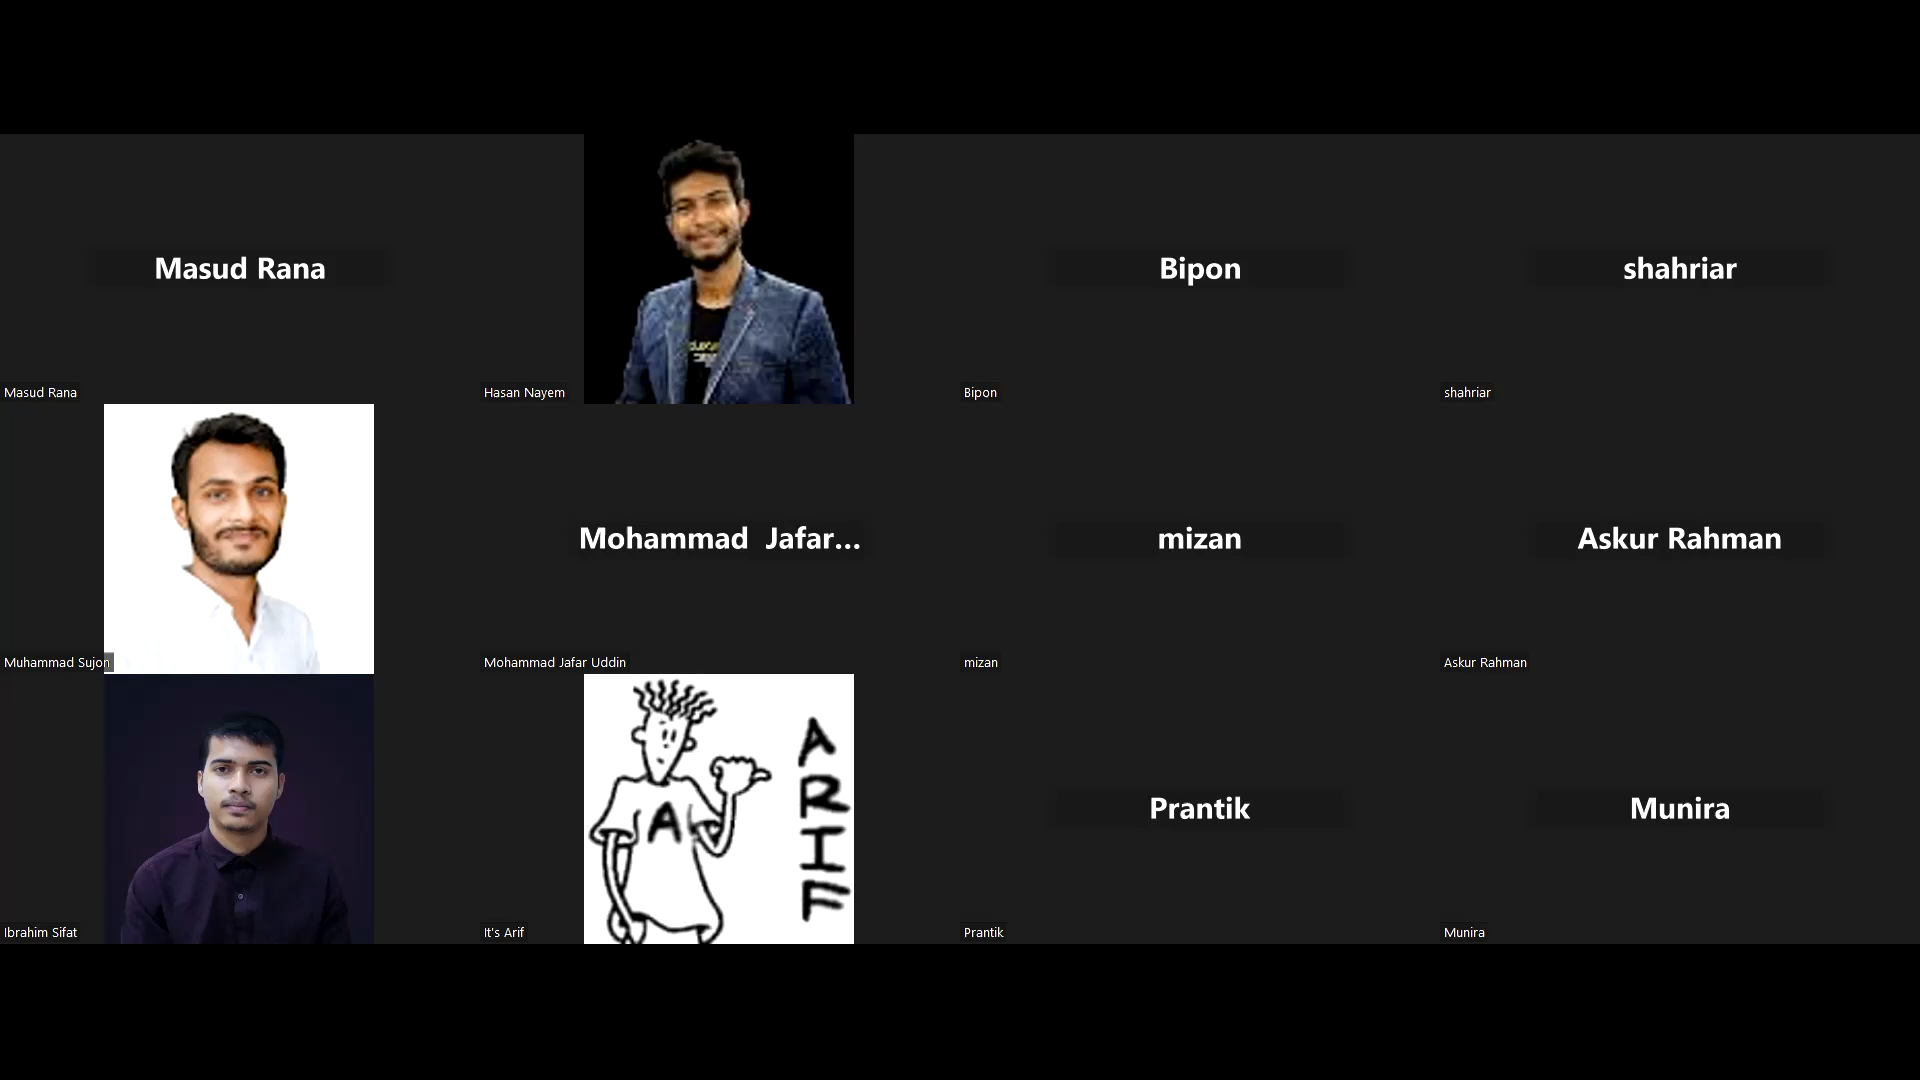 Masud Rana
Bipon
shahriar
Masud Rana
Hasan Nayem
Bipon
shahriar
Mohammad  Jafar...
mizan
Askur Rahman
Muhammad Sujon
Mohammad Jafar Uddin
mizan
Askur Rahman
A
ARIF
Prantik
Munira
Ibrahim Sifat
It's Arif
Prantik
Munira